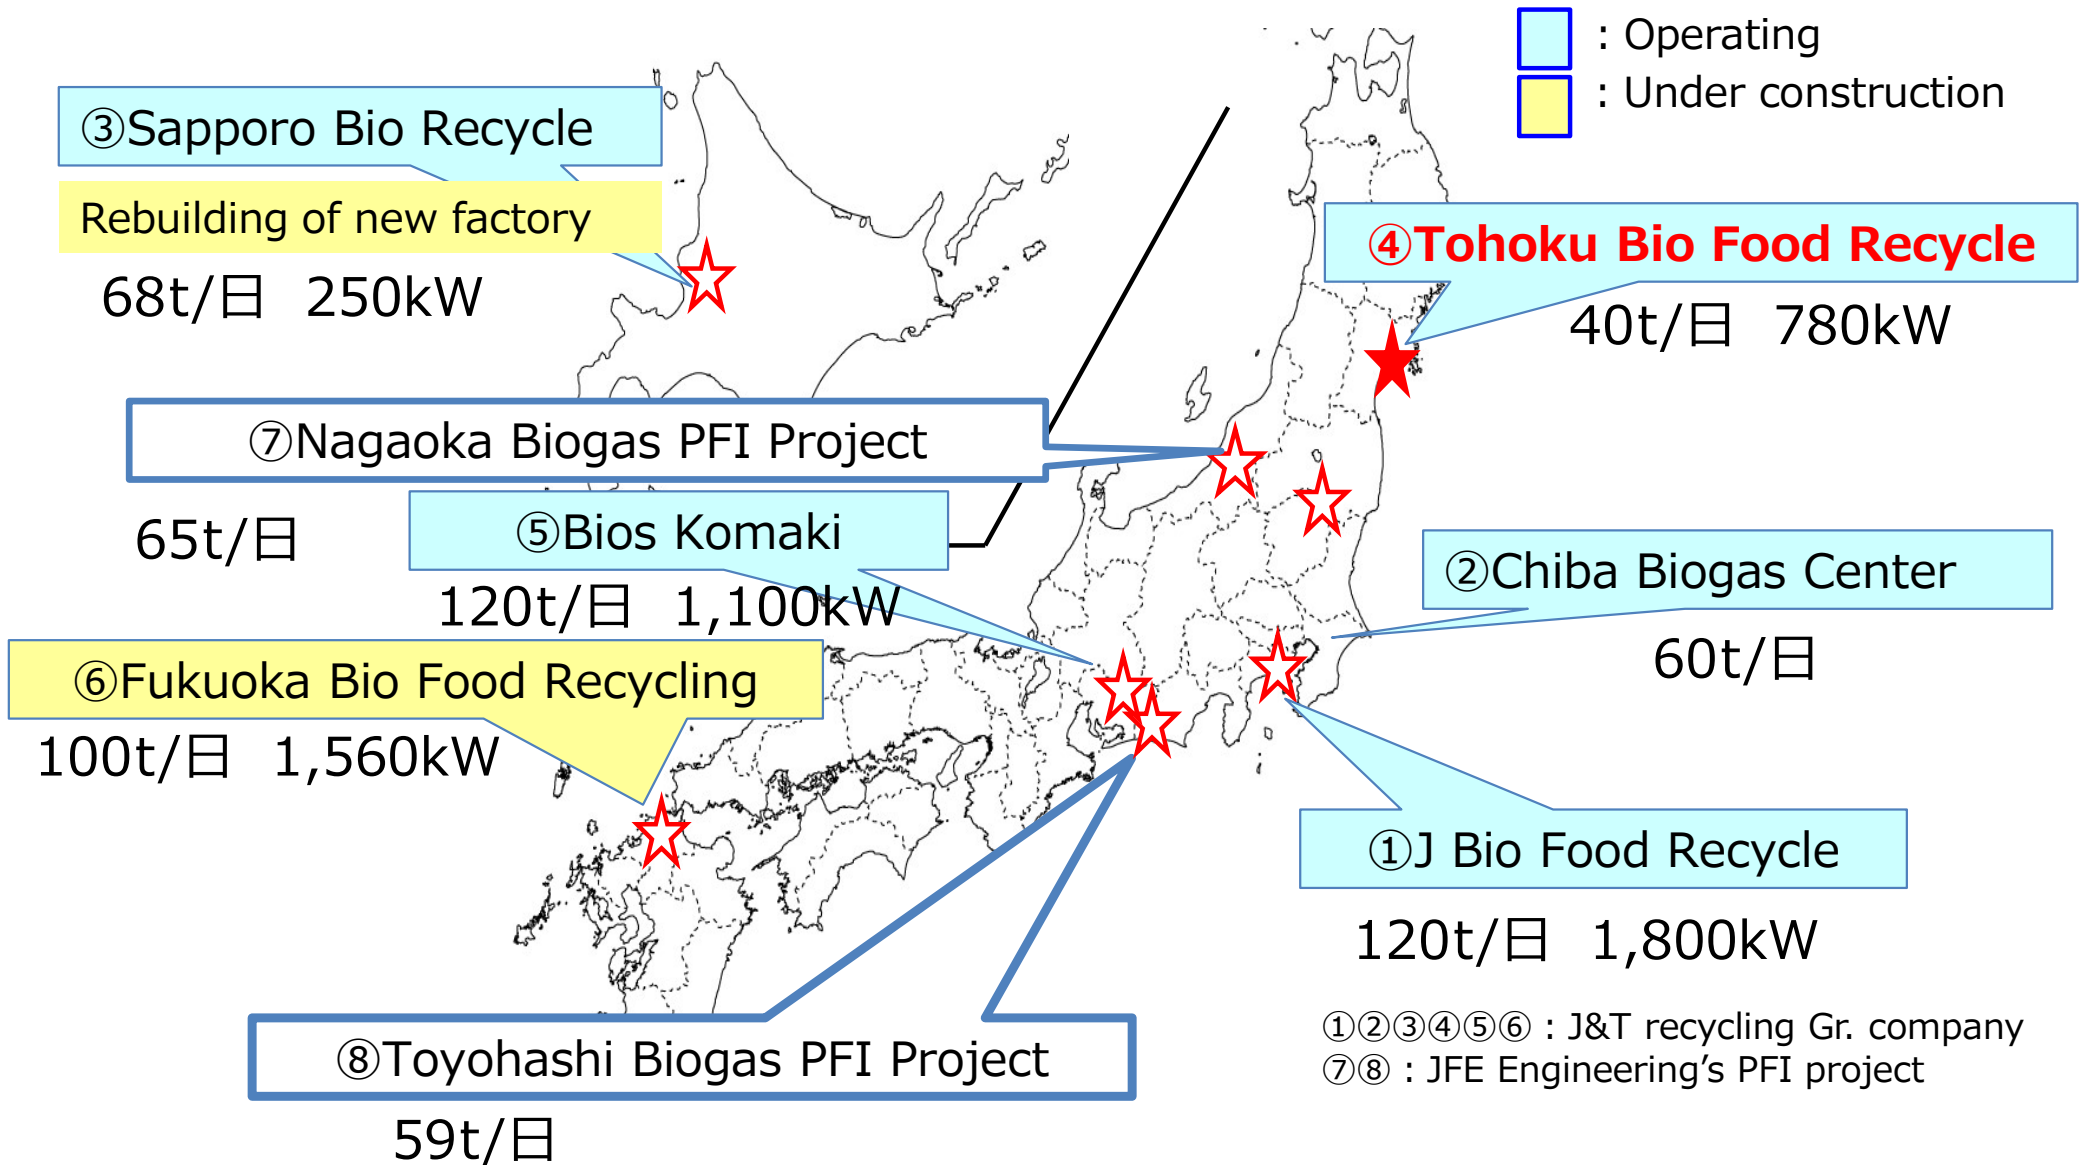 : Operating
: Under construction
③Sapporo Bio Recycle
Rebuilding of new factory
68t/日 250kW
④Tohoku Bio Food Recycle
40t/日 780kW
⑦Nagaoka Biogas PFI Project
65t/日
⑤Bios Komaki
120t/日 1,100kW
②Chiba Biogas Center
60t/日
⑥Fukuoka Bio Food Recycling
100t/日 1,560kW
①J Bio Food Recycle
120t/日 1,800kW
⑧Toyohashi Biogas PFI Project
59t/日
①②③④⑤⑥ : J&T recycling Gr. company
⑦⑧ : JFE Engineering’s PFI project